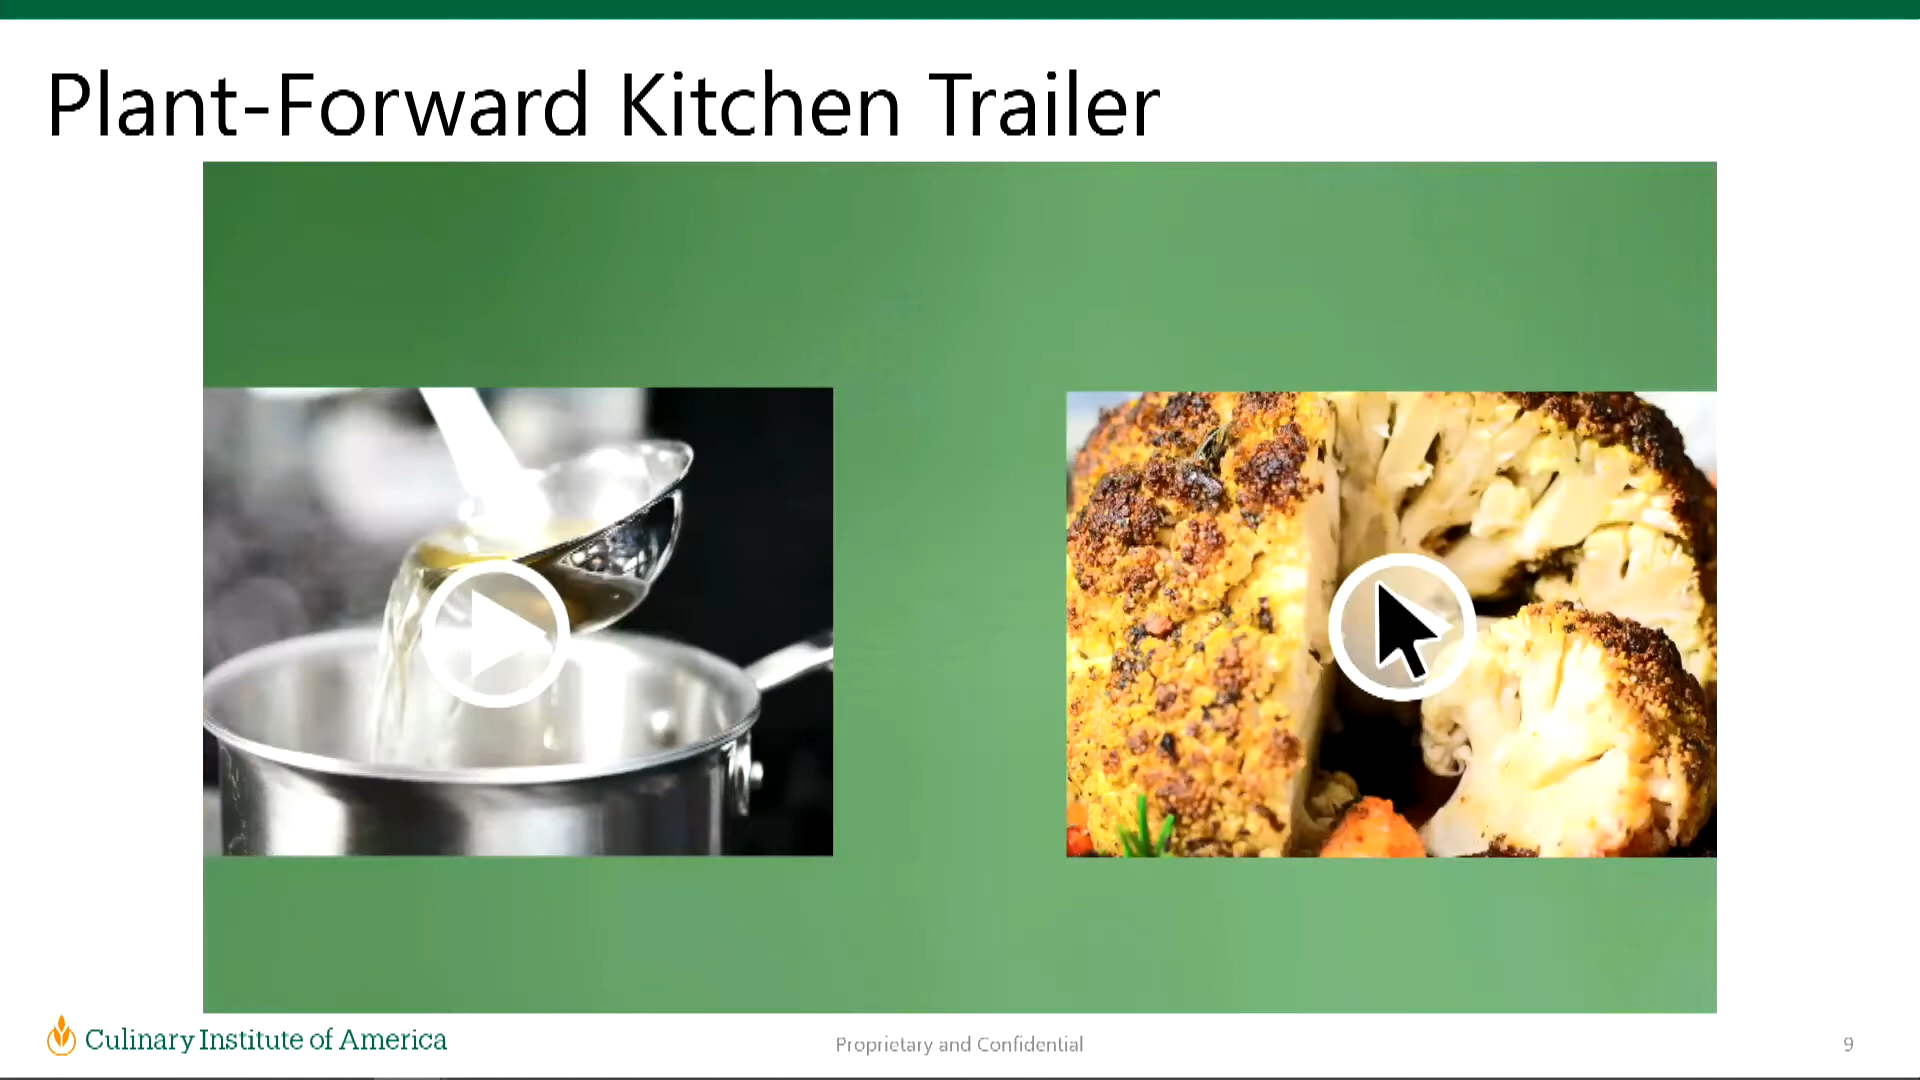 Plant-Forward Kitchen Trailer
Culinary Institute of America
Proprietary and Confidential
9